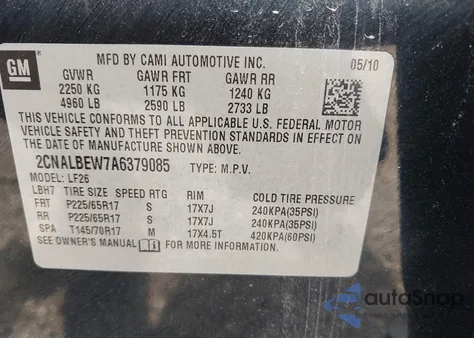 GM
MFD BY CAMI AUTOMOTIVE INC. 05/10
GVWR GAWR FRT GAWR RR
2250 KG 1175 KG 1240 KG
4960 LB 2590 LB 2733 LB
THIS VEHICLE CONFORMS TO ALL APPLICABLE U.S. FEDERAL MOTOR
VEHICLE SAFETY AND THEFT PREVENTION STANDARDS IN EFFECT ON
THE DATE OF MANUFACTURE SHOWN ABOVE.
2CNALBEW7A6379085 TYPE: M.P.V.
MODEL: LF26
LBH7 TIRE SIZE SPEED RTG RIM COLD TIRE PRESSURE
FRT P225/65R17 S 17X7J 240KPA(35PSI)
RR P225/65R17 S 17X7J 240KPA(35PSI)
SPA T145/70R17 M 17X4.5T 420KPA(60PSI)
SEE OWNER'S MANUAL FOR MORE INFORMATION.
autoSnap